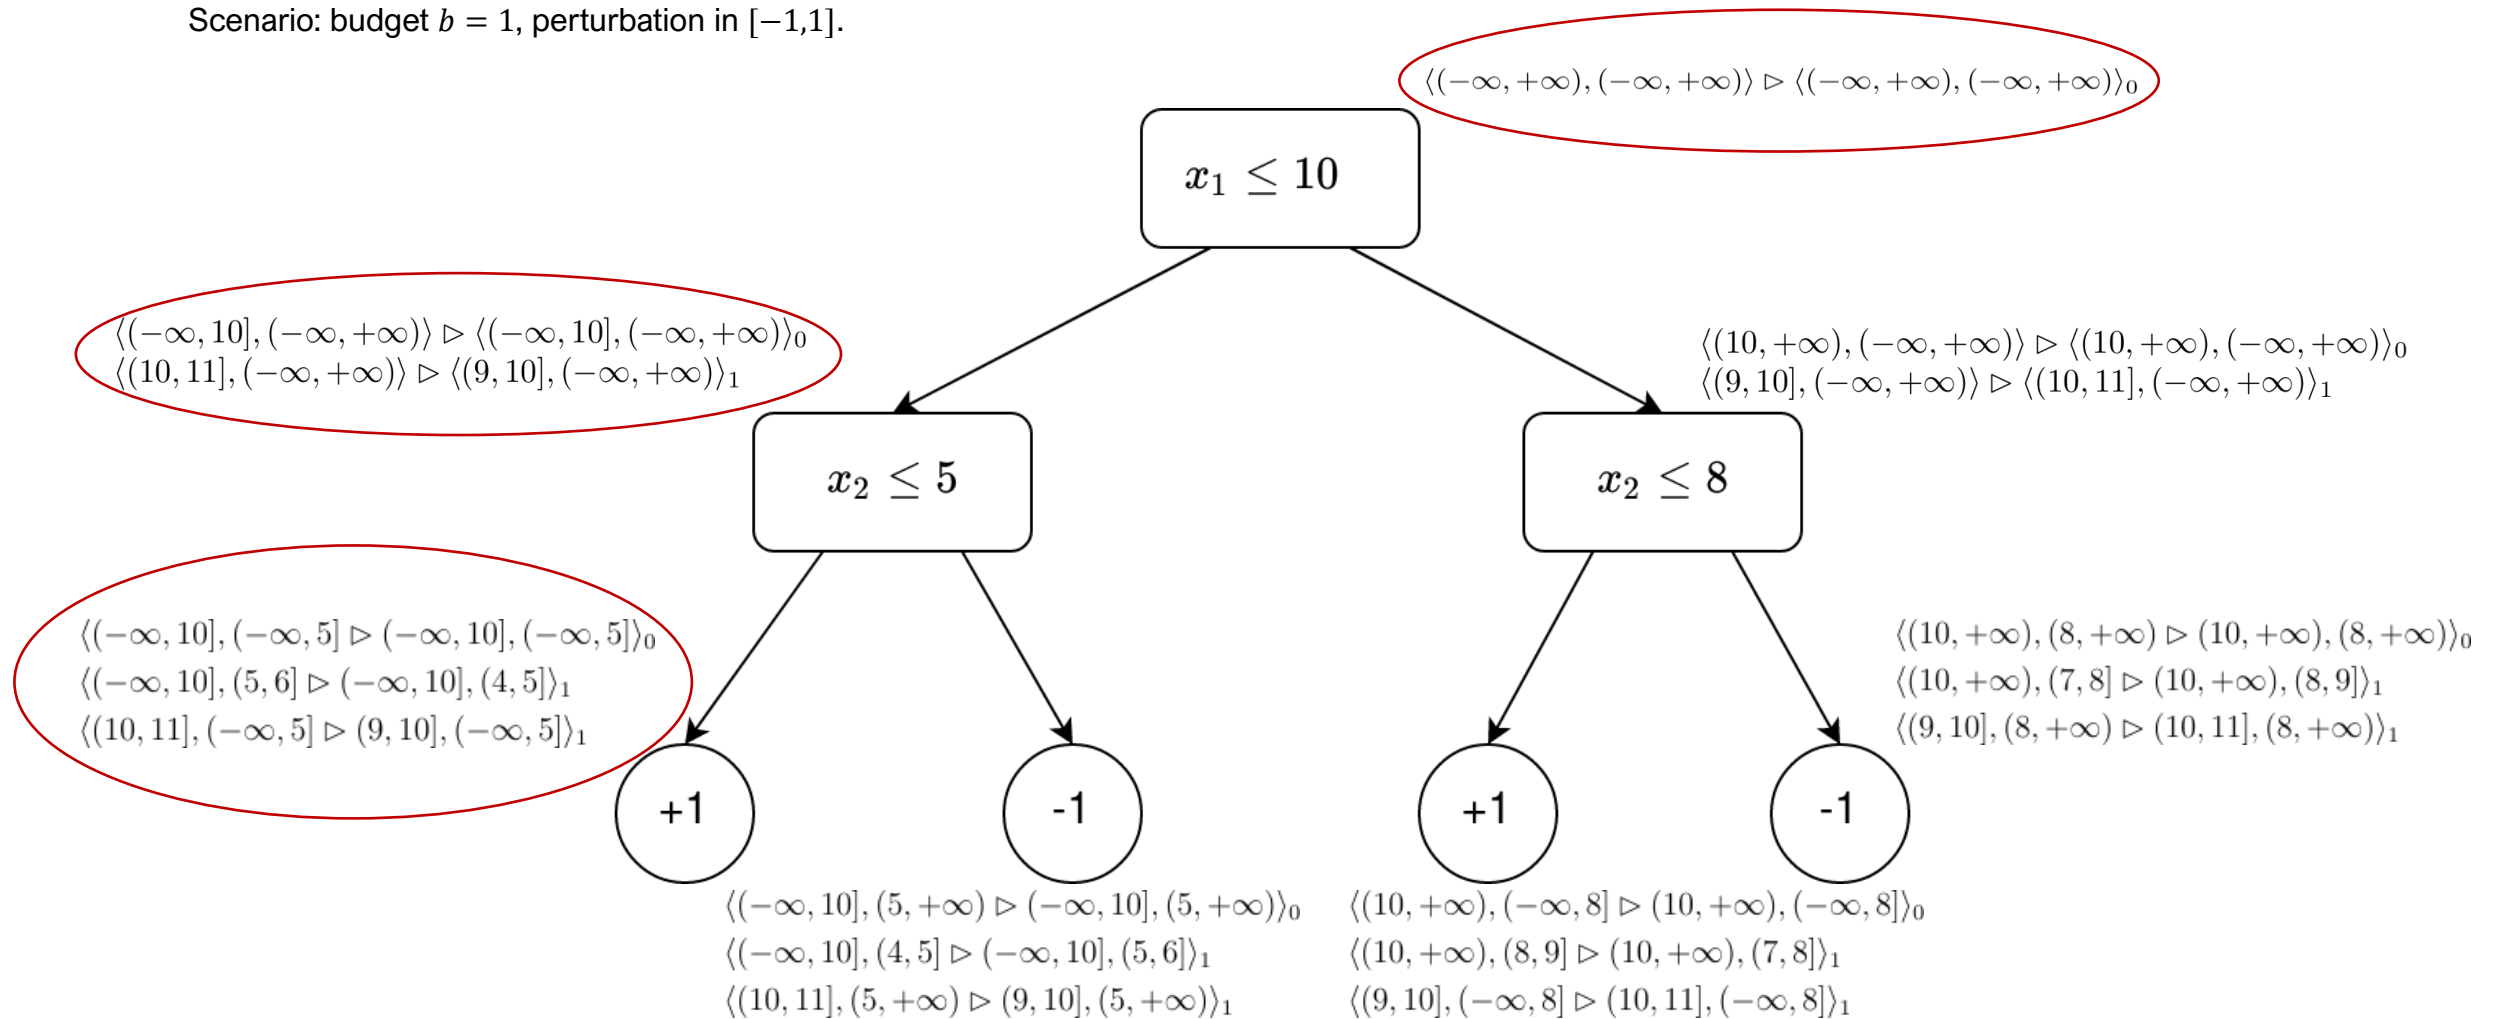 Scenario: budget b = 1, perturbation in [−1,1].
⟨(−∞, +∞), (−∞, +∞)⟩ ▷ ⟨(−∞, +∞), (−∞, +∞)⟩₀
x₁ ≤ 10
⟨(−∞, 10], (−∞, +∞)⟩ ▷ ⟨(−∞, 10], (−∞, +∞)⟩₀
⟨(10, 11], (−∞, +∞)⟩ ▷ ⟨(9, 10], (−∞, +∞)⟩₁
⟨(10, +∞), (−∞, +∞)⟩ ▷ ⟨(10, +∞), (−∞, +∞)⟩₀
⟨(9, 10], (−∞, +∞)⟩ ▷ ⟨(10, 11], (−∞, +∞)⟩₁
x₂ ≤ 5
x₂ ≤ 8
⟨(−∞, 10], (−∞, 5] ▷ (−∞, 10], (−∞, 5]⟩₀
⟨(−∞, 10], (5, 6] ▷ (−∞, 10], (4, 5]⟩₁
⟨(10, 11], (−∞, 5] ▷ (9, 10], (−∞, 5]⟩₁
⟨(10, +∞), (8, +∞) ▷ (10, +∞), (8, +∞)⟩₀
⟨(10, +∞), (7, 8] ▷ (10, +∞), (8, 9]⟩₁
⟨(9, 10], (8, +∞) ▷ (10, 11], (8, +∞)⟩₁
+1
-1
+1
-1
⟨(−∞, 10], (5, +∞) ▷ (−∞, 10], (5, +∞)⟩₀
⟨(−∞, 10], (4, 5] ▷ (−∞, 10], (5, 6]⟩₁
⟨(10, 11], (5, +∞) ▷ (9, 10], (5, +∞)⟩₁
⟨(10, +∞), (−∞, 8] ▷ (10, +∞), (−∞, 8]⟩₀
⟨(10, +∞), (8, 9] ▷ (10, +∞), (7, 8]⟩₁
⟨(9, 10], (−∞, 8] ▷ (10, 11], (−∞, 8]⟩₁